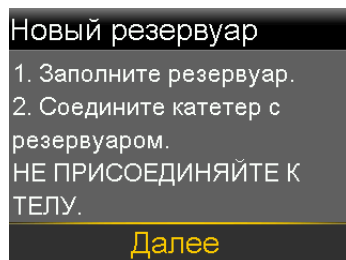 Новый резервуар
1. Заполните резервуар.
2. Соедините катетер с
резервуаром.
НЕ ПРИСОЕДИНЯЙТЕ К
ТЕЛУ.
Далее